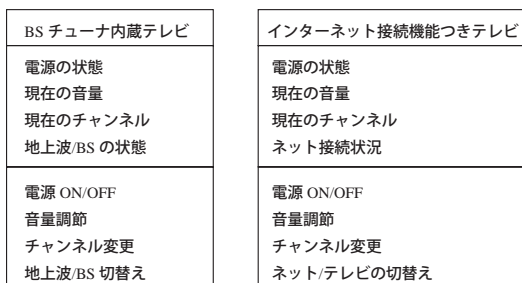 BS チューナ内蔵テレビ
電源の状態
現在の音量
現在のチャンネル
地上波/BS の状態
電源 ON/OFF
音量調節
チャンネル変更
地上波/BS 切替え
インターネット接続機能つきテレビ
電源の状態
現在の音量
現在のチャンネル
ネット接続状況
電源 ON/OFF
音量調節
チャンネル変更
ネット/テレビの切替え